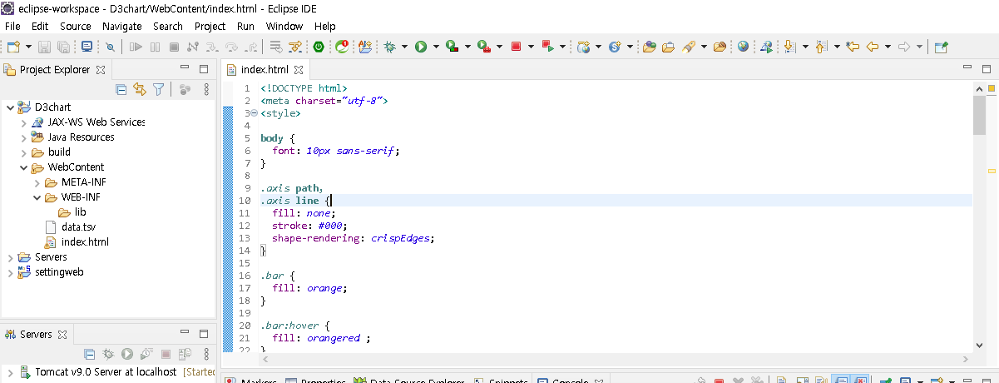 eclipse-workspace - D3chart/WebContent/index.html - Eclipse IDE
File Edit Source Navigate Search Project Run Window Help
Project Explorer
D3chart
JAX-WS Web Services
Java Resources
build
WebContent
META-INF
WEB-INF
lib
data.tsv
index.html
Servers
settingweb
Servers
Tomcat v9.0 Server at localhost [Starte
index.html
1 <!DOCTYPE html>
2 <meta charset="utf-8">
3 <style>
4
5 body {
6 font: 10px sans-serif;
7 }
8
9 .axis path,
10 .axis line {
11 fill: none;
12 stroke: #000;
13 shape-rendering: crispEdges;
14 }
15
16 .bar {
17 fill: orange;
18 }
19
20 .bar:hover {
21 fill: orangered ;
22 }
Markers Properties Data Source Explorer Snippets Console